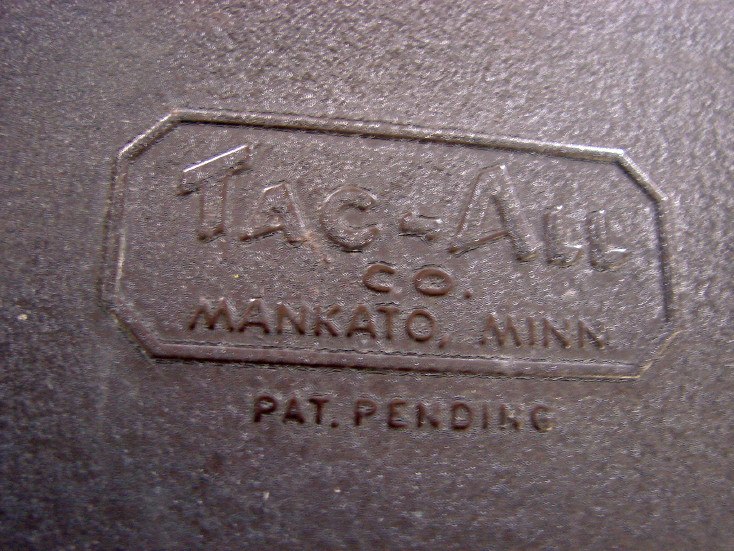 TAC-ALL
CO.
MANKATO, MINN
PAT. PENDING